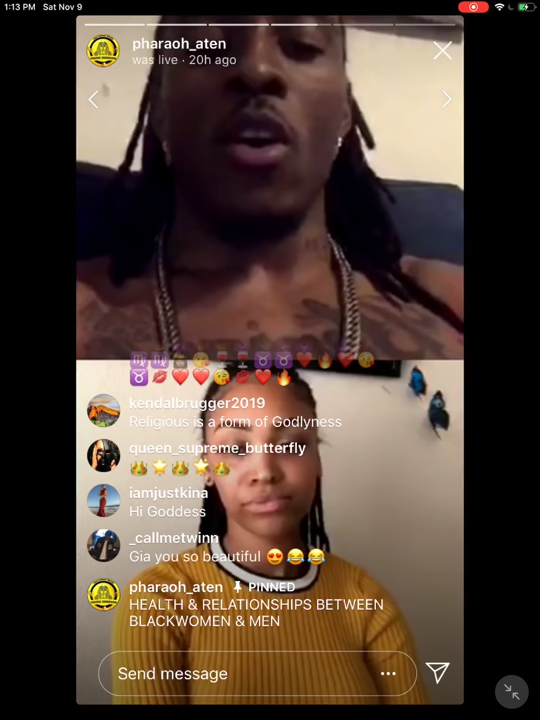 1:13 PM Sat Nov 9
pharaoh_aten
was live · 20h ago
kendalbrugger2019
Religious is a form of Godlyness
queen_supreme_butterfly
iamjustkina
Hi Goddess
_callmetwinn
Gia you so beautiful 😍😂😂
pharaoh_aten PINNED
HEALTH & RELATIONSHIPS BETWEEN
BLACKWOMEN & MEN
Send message